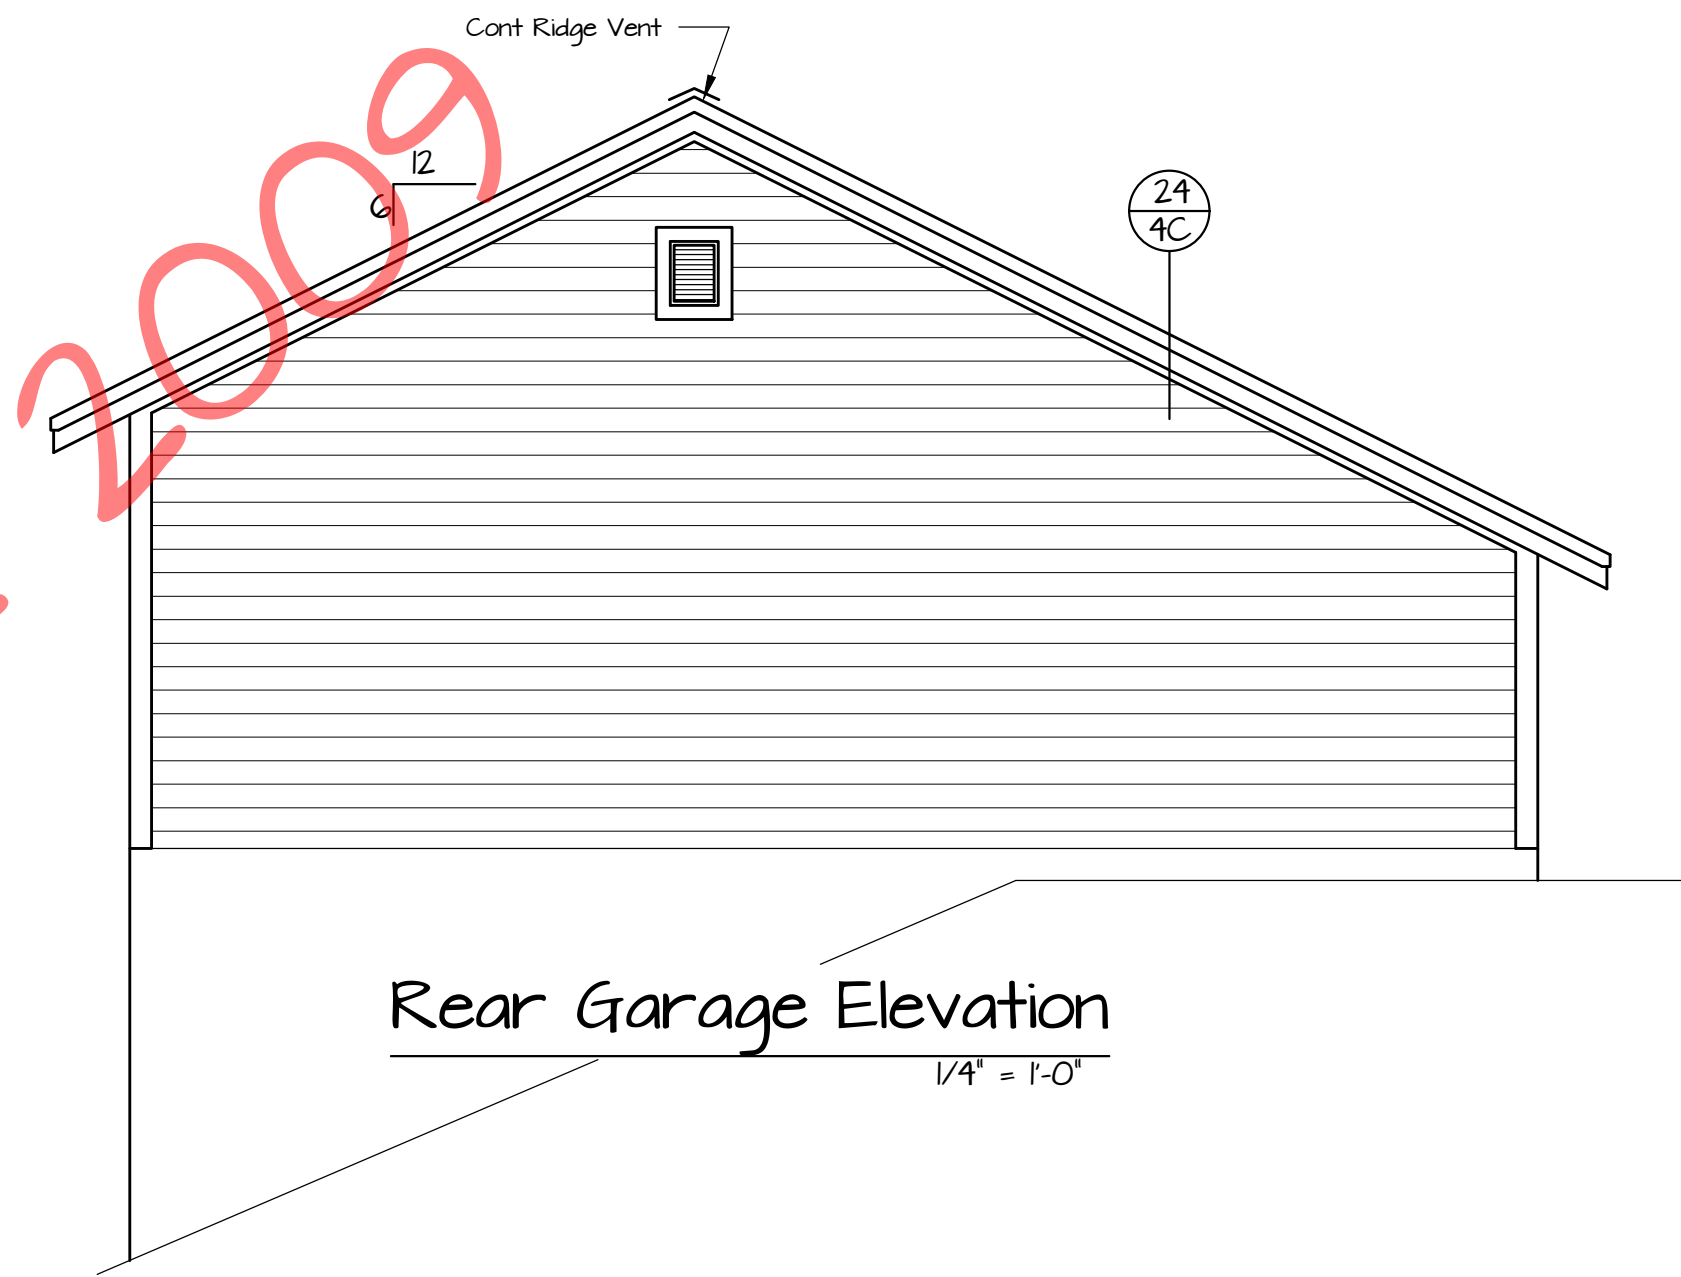 Cont Ridge Vent
2009
12
6
24
4C
Rear Garage Elevation
1/4" = 1'-0"